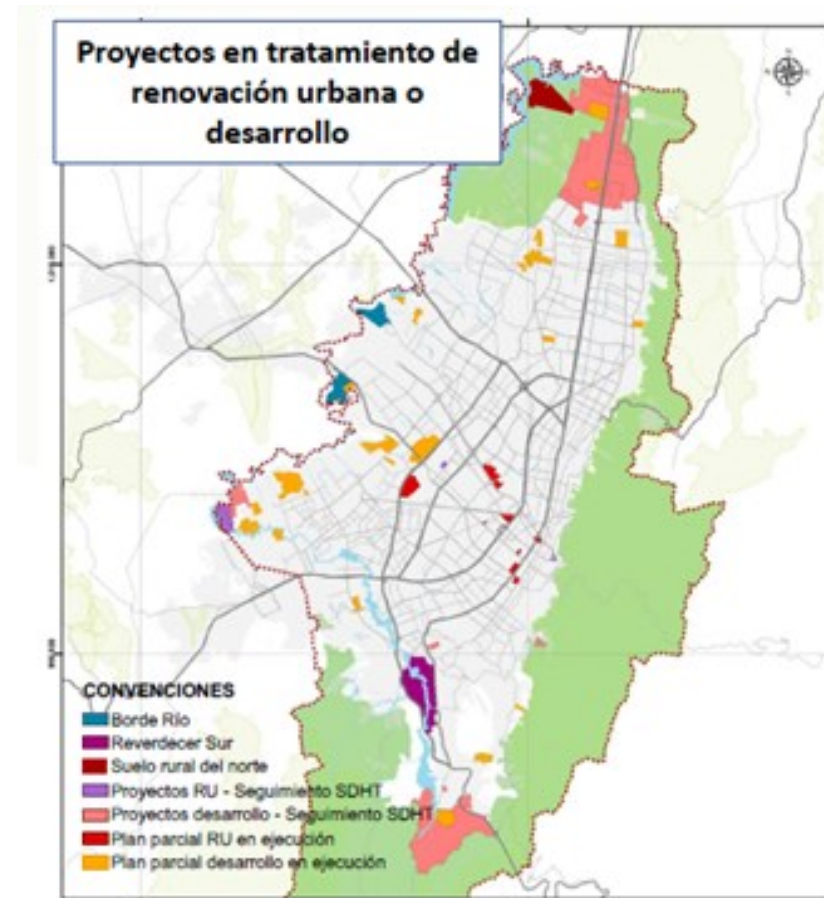 Proyectos en tratamiento de
renovación urbana o
desarrollo
CONVENCIONES
Borde Río
Reverdecer Sur
Suelo rural del norte
Proyectos RU - Seguimiento SDHT
Proyectos desarrollo - Seguimiento SDHT
Plan parcial RU en ejecución
Plan parcial desarrollo en ejecución